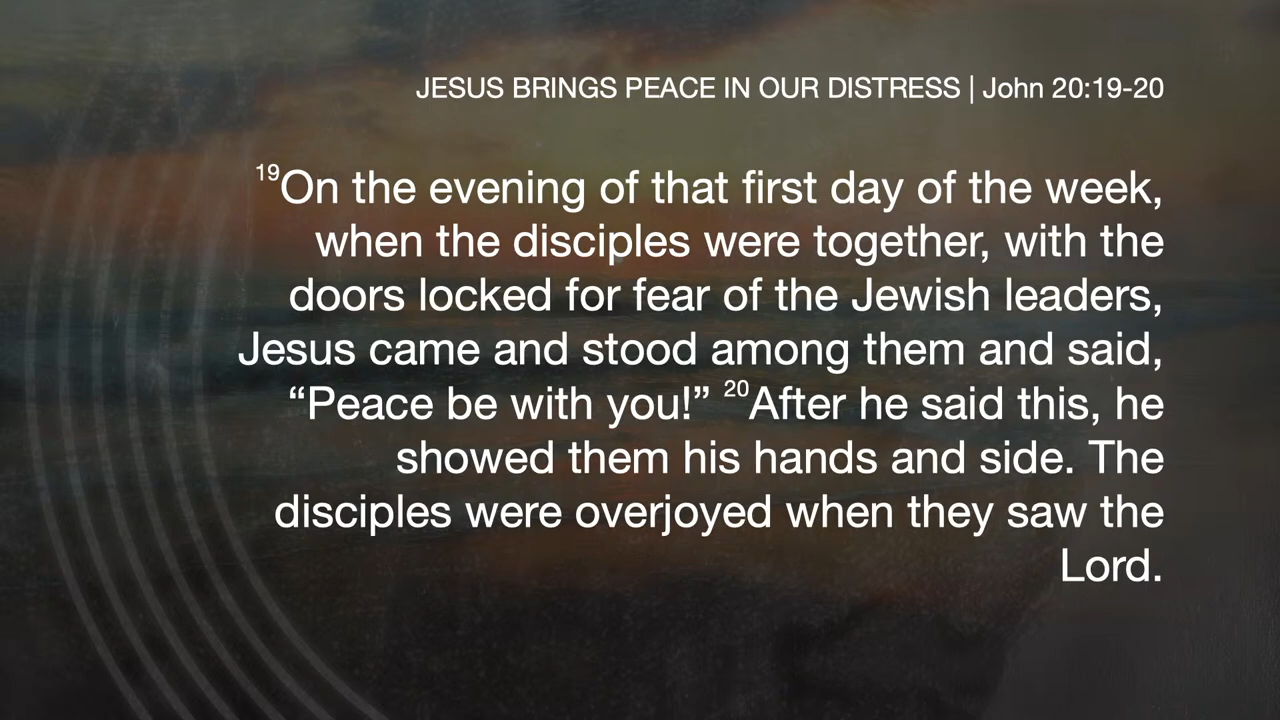 JESUS BRINGS PEACE IN OUR DISTRESS | John 20:19-20
¹⁹On the evening of that first day of the week,
when the disciples were together, with the
doors locked for fear of the Jewish leaders,
Jesus came and stood among them and said,
“Peace be with you!” ²⁰After he said this, he
showed them his hands and side. The
disciples were overjoyed when they saw the
Lord.